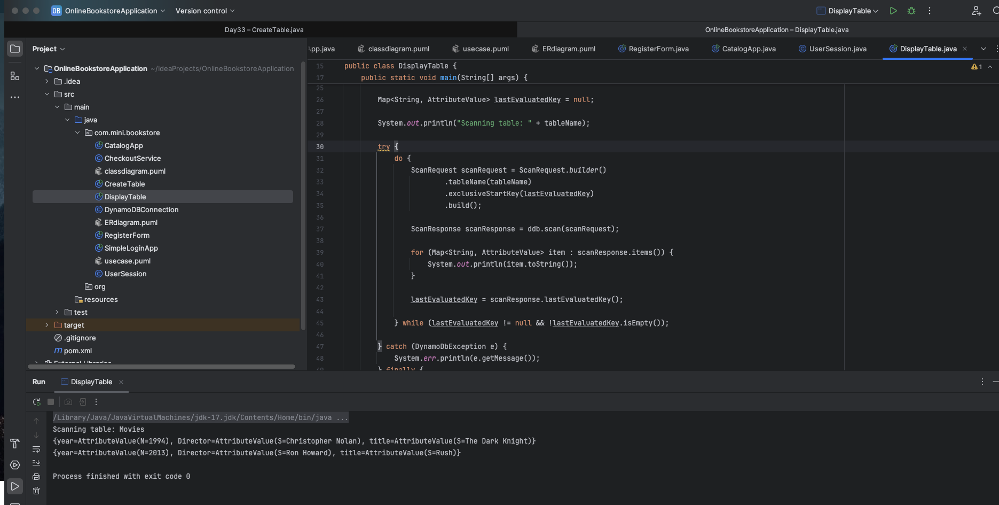 OB OnlineBookstoreApplication Version control DisplayTable
Day33 – CreateTable.java OnlineBookstoreApplication – DisplayTable.java
Project
App.java classdiagram.puml usecase.puml ERdiagram.puml RegisterForm.java CatalogApp.java UserSession.java DisplayTable.java
OnlineBookstoreApplication ~/IdeaProjects/OnlineBookstoreApplication
.idea
src
main
java
com.mini.bookstore
CatalogApp
CheckoutService
classdiagram.puml
CreateTable
DisplayTable
DynamoDBConnection
ERdiagram.puml
RegisterForm
SimpleLoginApp
usecase.puml
UserSession
org
resources
test
target
.gitignore
m pom.xml
External Libraries
1
15 public class DisplayTable {
17 public static void main(String[] args) {
25
26 Map<String, AttributeValue> lastEvaluatedKey = null;
27
28 System.out.println("Scanning table: " + tableName);
29
30 try {
31 do {
32 ScanRequest scanRequest = ScanRequest.builder()
33 .tableName(tableName)
34 .exclusiveStartKey(lastEvaluatedKey)
35 .build();
36
37 ScanResponse scanResponse = ddb.scan(scanRequest);
38
39 for (Map<String, AttributeValue> item : scanResponse.items()) {
40 System.out.println(item.toString());
41 }
42
43 lastEvaluatedKey = scanResponse.lastEvaluatedKey();
44
45 } while (lastEvaluatedKey != null && !lastEvaluatedKey.isEmpty());
46
47 } catch (DynamoDbException e) {
48 System.err.println(e.getMessage());
49 } finally {
Run DisplayTable
/Library/Java/JavaVirtualMachines/jdk-17.jdk/Contents/Home/bin/java ...
Scanning table: Movies
{year=AttributeValue(N=1994), Director=AttributeValue(S=Christopher Nolan), title=AttributeValue(S=The Dark Knight)}
{year=AttributeValue(N=2013), Director=AttributeValue(S=Ron Howard), title=AttributeValue(S=Rush)}
Process finished with exit code 0